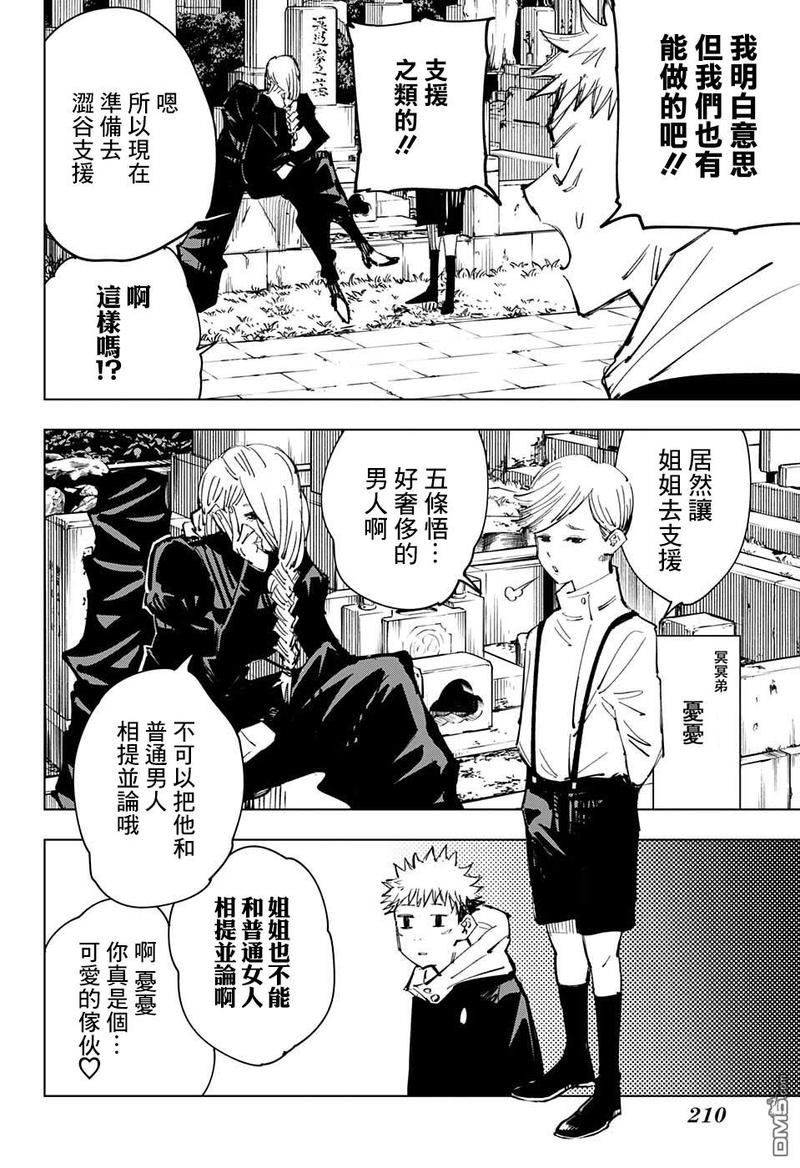 我明白意思
但我們也有
能做的吧!!
支援
之類的!!
嗯
所以現在
準備去
澀谷支援
啊
這樣嗎!?
居然讓
姐姐去支援
冥冥弟
憂憂
五條悟…
好奢侈的
男人啊
不可以把他和
普通男人
相提並論哦
姐姐也不能
和普通女人
相提並論啊
啊 憂憂
你真是個…
可愛的傢伙♡
210